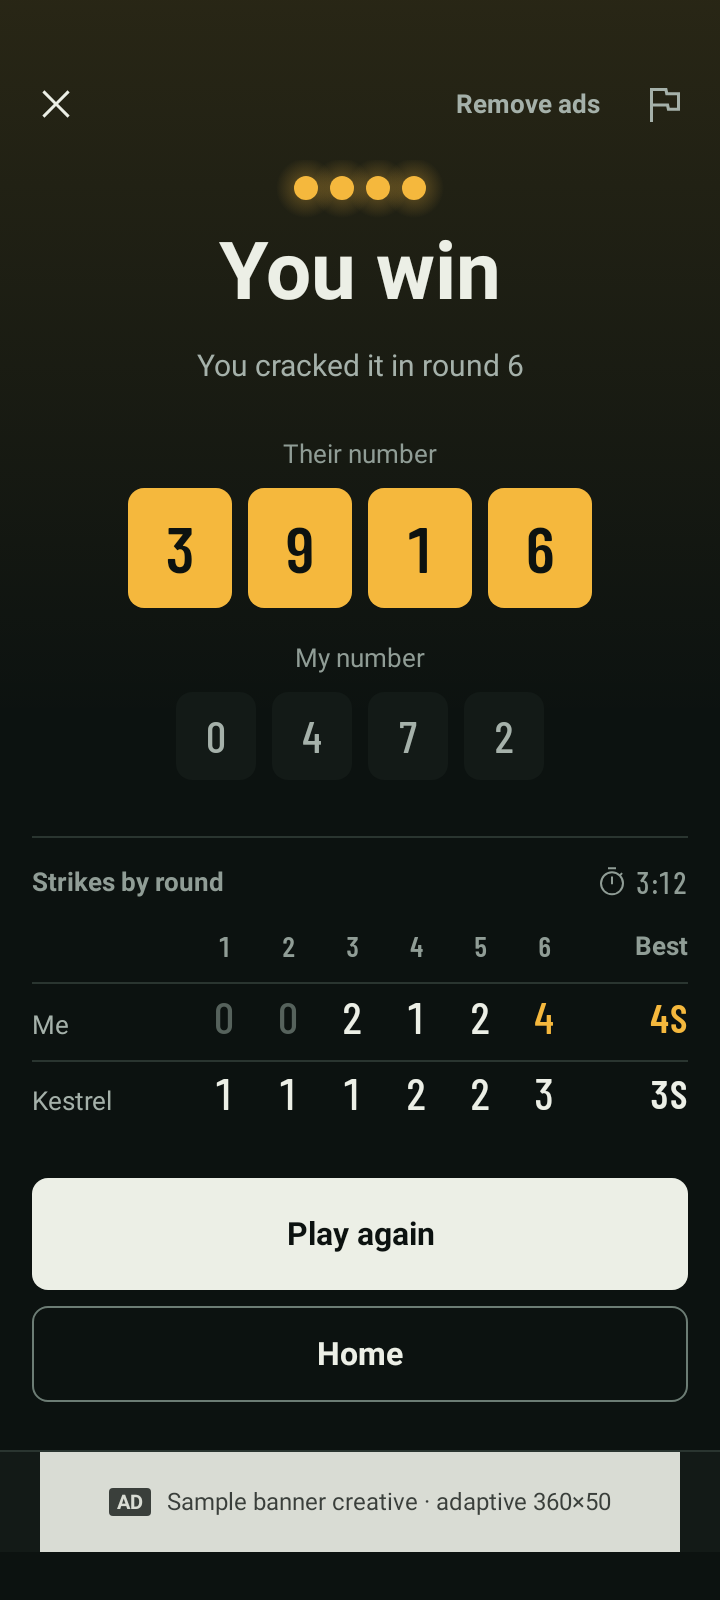 Remove ads
You win
You cracked it in round 6
Their number
3 9 1 6
My number
0 4 7 2
Strikes by round 3:12
1 2 3 4 5 6 Best
Me 0 0 2 1 2 4 4S
Kestrel 1 1 1 2 2 3 3S
Play again
Home
AD Sample banner creative · adaptive 360×50